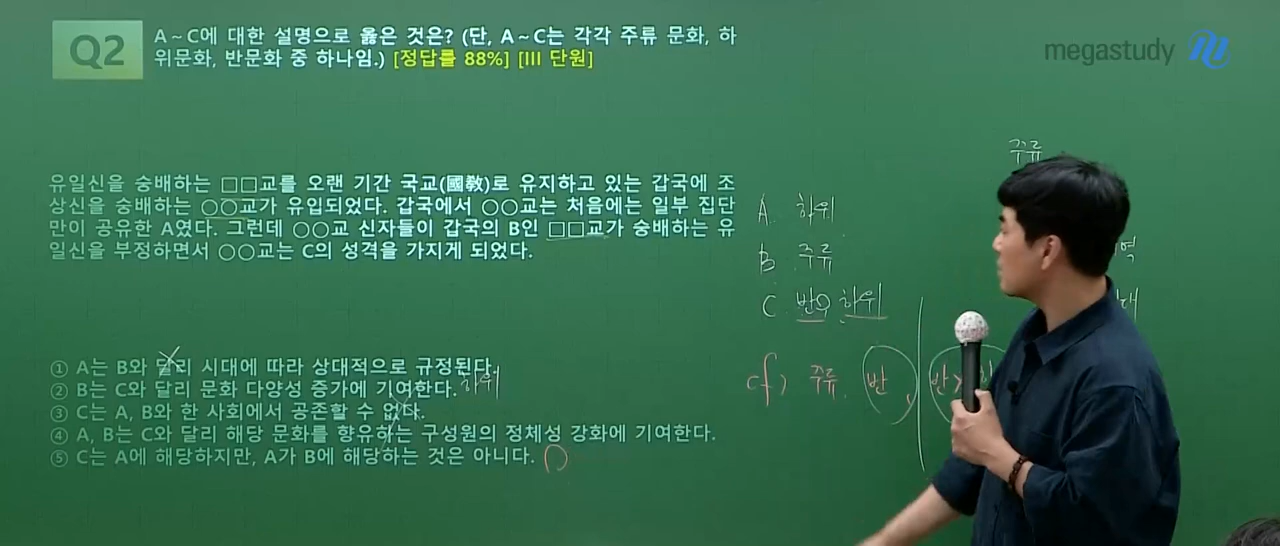 Q2
A~C에 대한 설명으로 옳은 것은? (단, A~C는 각각 주류 문화, 하
위문화, 반문화 중 하나임.) [정답률 88%] [III 단원]
megastudy
유일신을 숭배하는 □□교를 오랜 기간 국교(國敎)로 유지하고 있는 갑국에 조
상신을 숭배하는 ○○교가 유입되었다. 갑국에서 ○○교는 처음에는 일부 집단
만이 공유한 A였다. 그런데 ○○교 신자들이 갑국의 B인 □□교가 숭배하는 유
일신을 부정하면서 ○○교는 C의 성격을 가지게 되었다.
① A는 B와 달리 시대에 따라 상대적으로 규정된다.
② B는 C와 달리 문화 다양성 증가에 기여한다. 하위
③ C는 A, B와 한 사회에서 공존할 수 없다.
④ A, B는 C와 달리 해당 문화를 향유하는 구성원의 정체성 강화에 기여한다.
⑤ C는 A에 해당하지만, A가 B에 해당하는 것은 아니다.
주류
A. 하위
B. 주류
C. 반 하위
cf) 주류, 반, 반